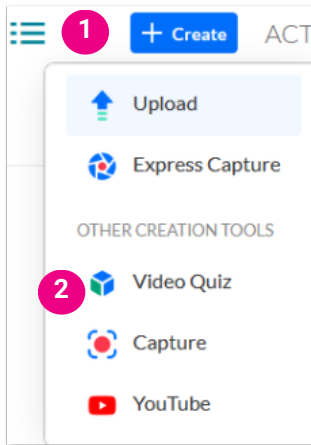 1
+ Create
ACT
Upload
Express Capture
OTHER CREATION TOOLS
2
Video Quiz
Capture
YouTube